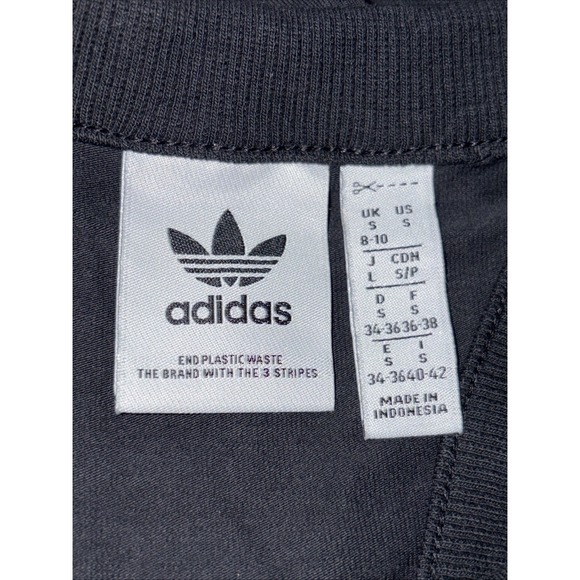 adidas
END PLASTIC WASTE
THE BRAND WITH THE 3 STRIPES
UK US
S S
8-10
J CDN
L S/P
D F
S S
34-36 36-38
E I
S S
34-36 40-42
MADE IN
INDONESIA